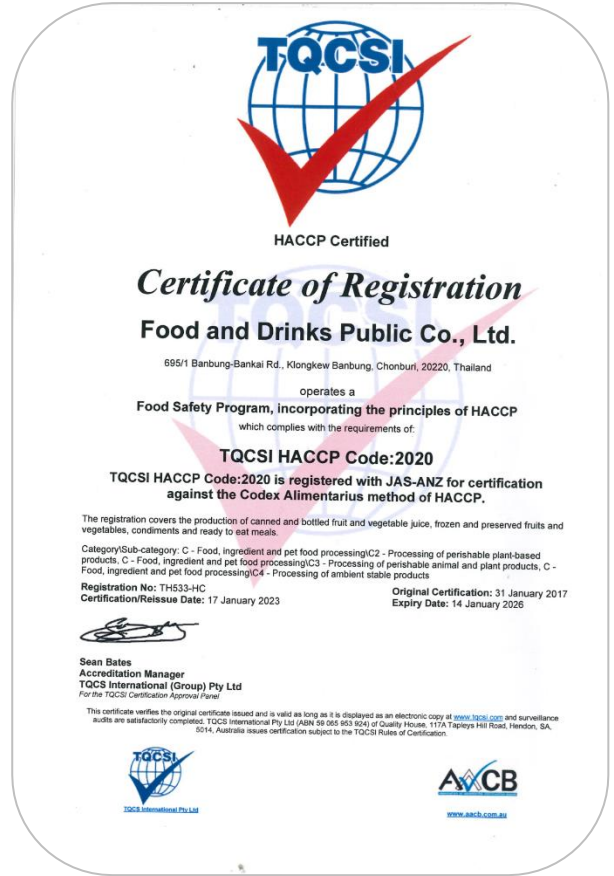 TQCSI
HACCP Certified
Certificate of Registration
Food and Drinks Public Co., Ltd.
695/1 Banbung-Bankai Rd., Klongkew Banbung, Chonburi, 20220, Thailand
operates a
Food Safety Program, incorporating the principles of HACCP
which complies with the requirements of:
TQCSI HACCP Code:2020
TQCSI HACCP Code:2020 is registered with JAS-ANZ for certification
against the Codex Alimentarius method of HACCP.
The registration covers the production of canned and bottled fruit and vegetable juice, frozen and preserved fruits and
vegetables, condiments and ready to eat meals.
Category\Sub-category: C - Food, ingredient and pet food processing\C2 - Processing of perishable plant-based
products, C - Food, ingredient and pet food processing\C3 - Processing of perishable animal and plant products, C -
Food, ingredient and pet food processing\C4 - Processing of ambient stable products
Registration No: TH533-HC
Certification/Reissue Date: 17 January 2023
Original Certification: 31 January 2017
Expiry Date: 14 January 2026
Sean Bates
Accreditation Manager
TQCS International (Group) Pty Ltd
For the TQCSI Certification Approval Panel
This certificate verifies the original certificate issued and is valid as long as it is displayed as an electronic copy at www.tqcsi.com and surveillance
audits are satisfactorily completed. TQCS International Pty Ltd (ABN 59 065 953 924) of Quality House, 117A Tapleys Hill Road, Hendon, SA,
5014, Australia issues certification subject to the TQCSI Rules of Certification.
TQCSI
TQCS International Pty Ltd
AACB
www.aacb.com.au